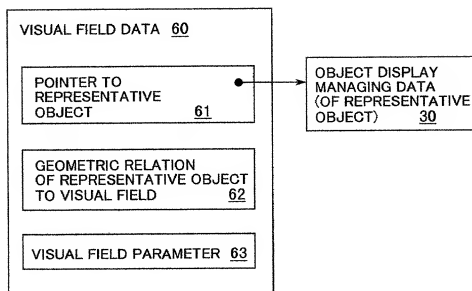 VISUAL FIELD DATA 60
POINTER TO
REPRESENTATIVE
OBJECT 61
OBJECT DISPLAY
MANAGING DATA
(OF REPRESENTATIVE
OBJECT) 30
GEOMETRIC RELATION
OF REPRESENTATIVE OBJECT
TO VISUAL FIELD 62
VISUAL FIELD PARAMETER 63